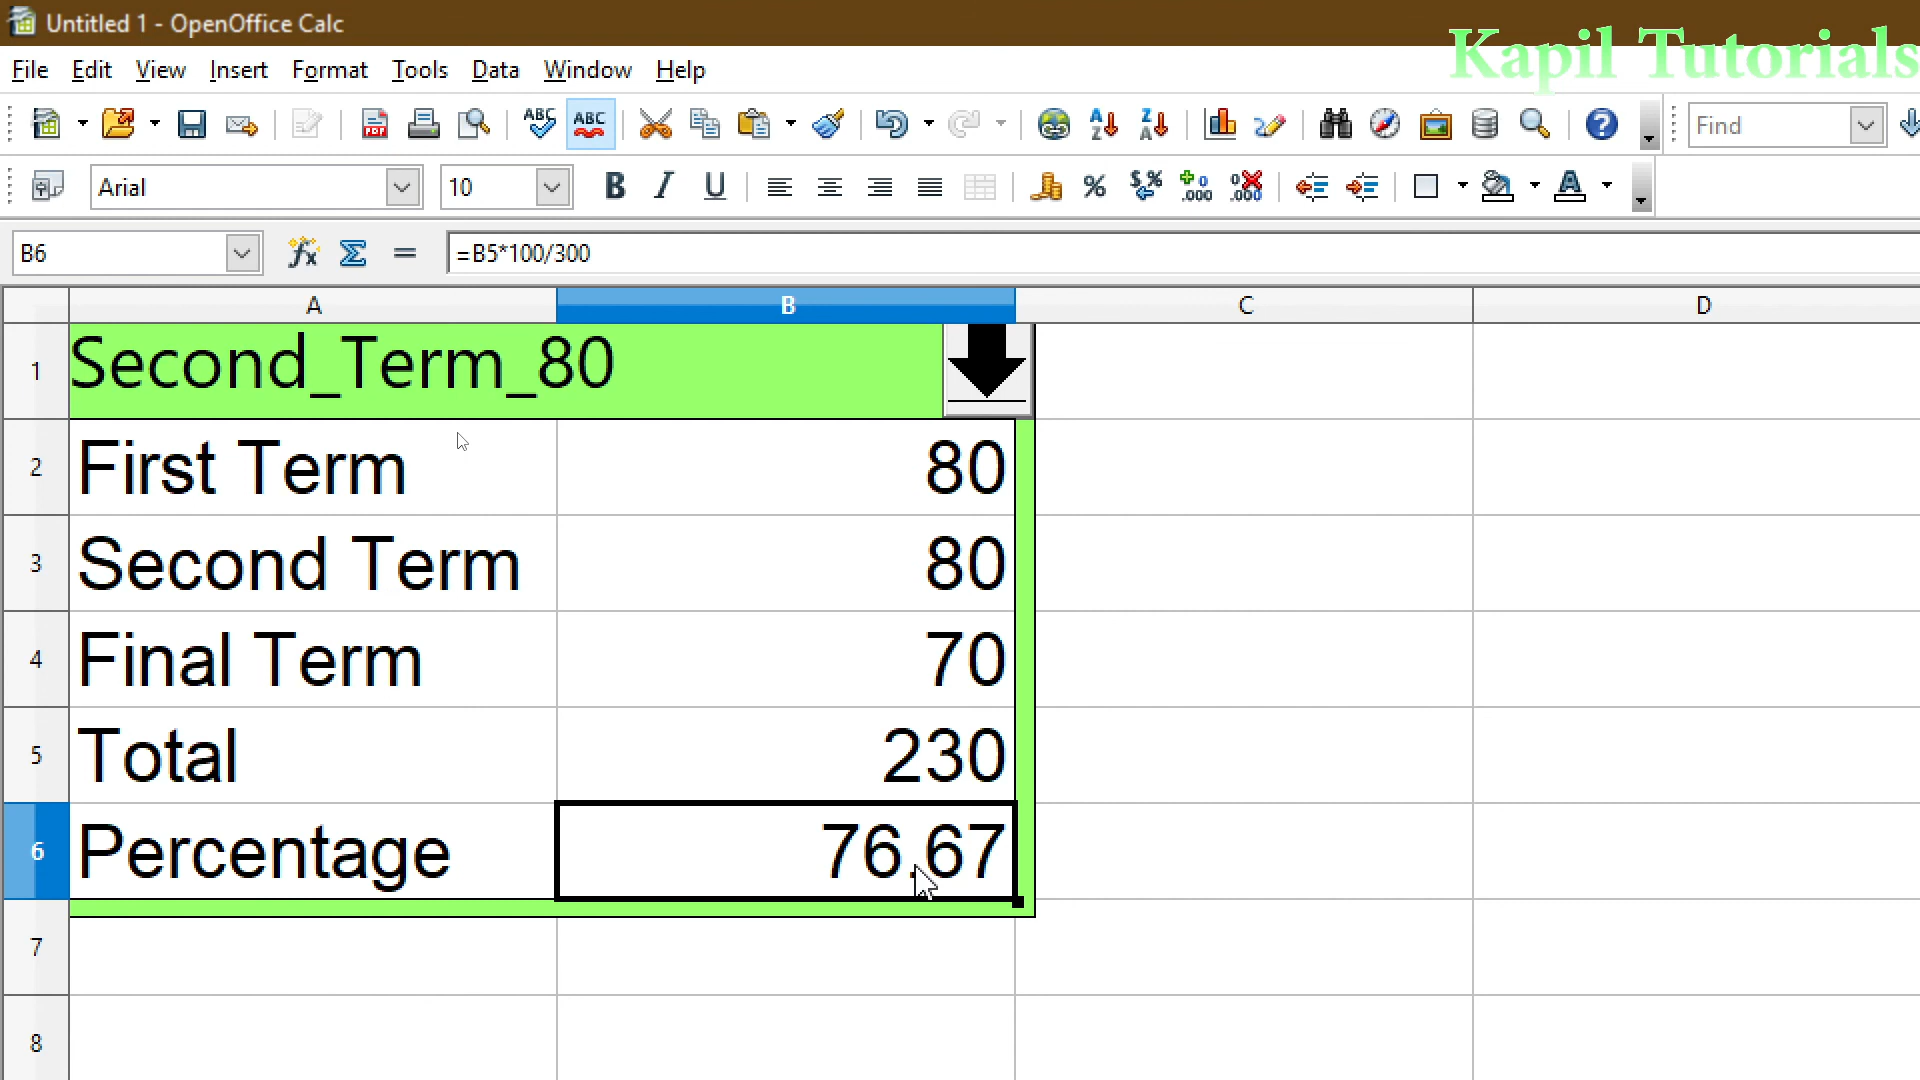 Untitled 1 - OpenOffice Calc
Kapil Tutorials
File Edit View Insert Format Tools Data Window Help
Find
Arial 10
B6 =B5*100/300
A B C D
1 Second_Term_80
2 First Term 80
3 Second Term 80
4 Final Term 70
5 Total 230
6 Percentage 76.67
7
8